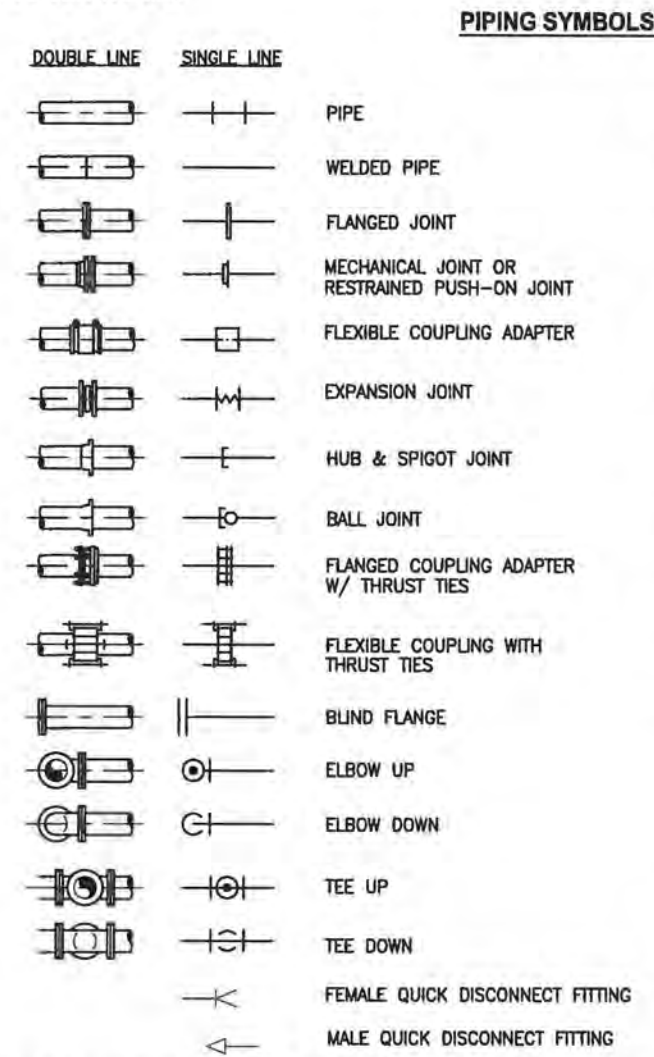 PIPING SYMBOLS
DOUBLE LINE SINGLE LINE
PIPE
WELDED PIPE
FLANGED JOINT
MECHANICAL JOINT OR
RESTRAINED PUSH-ON JOINT
FLEXIBLE COUPLING ADAPTER
EXPANSION JOINT
HUB & SPIGOT JOINT
BALL JOINT
FLANGED COUPLING ADAPTER
W/ THRUST TIES
FLEXIBLE COUPLING WITH
THRUST TIES
BLIND FLANGE
ELBOW UP
ELBOW DOWN
TEE UP
TEE DOWN
FEMALE QUICK DISCONNECT FITTING
MALE QUICK DISCONNECT FITTING